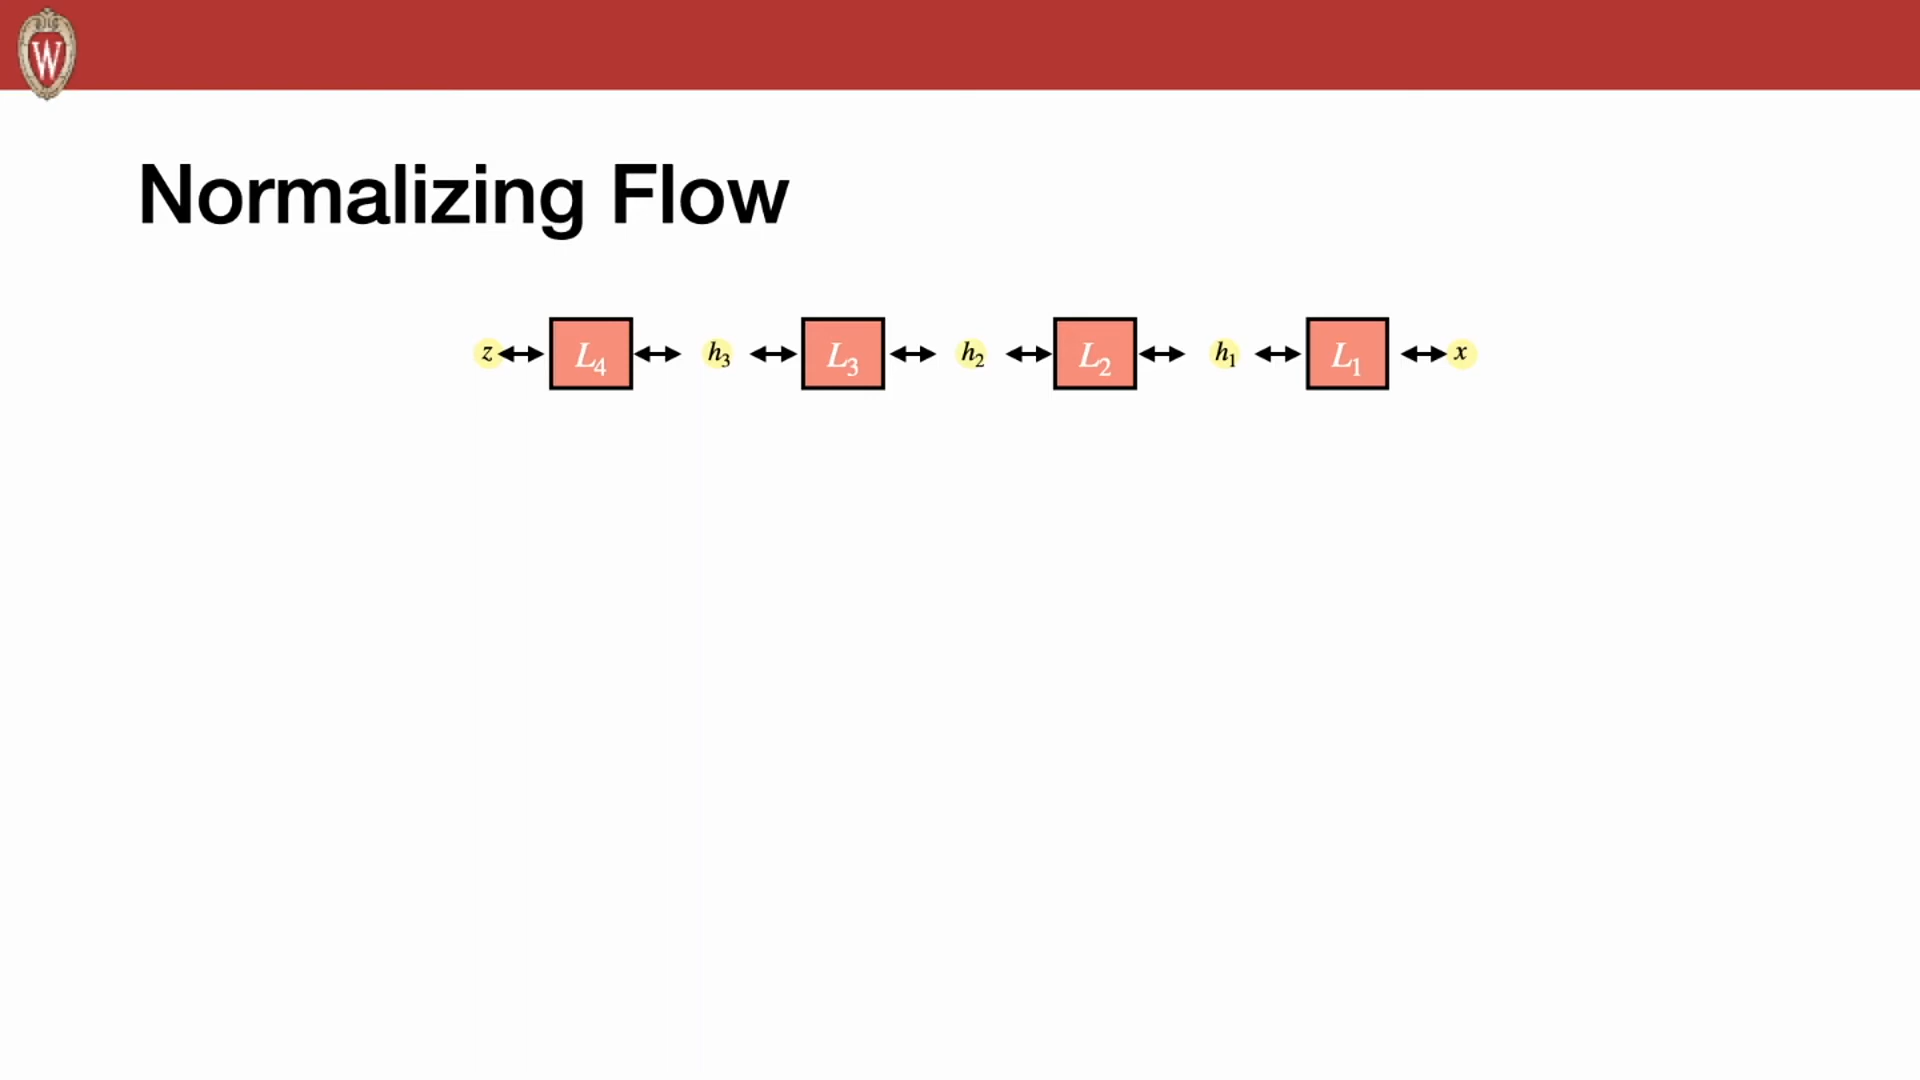 W
Normalizing Flow
z L₄ h₃ L₃ h₂ L₂ h₁ L₁ x